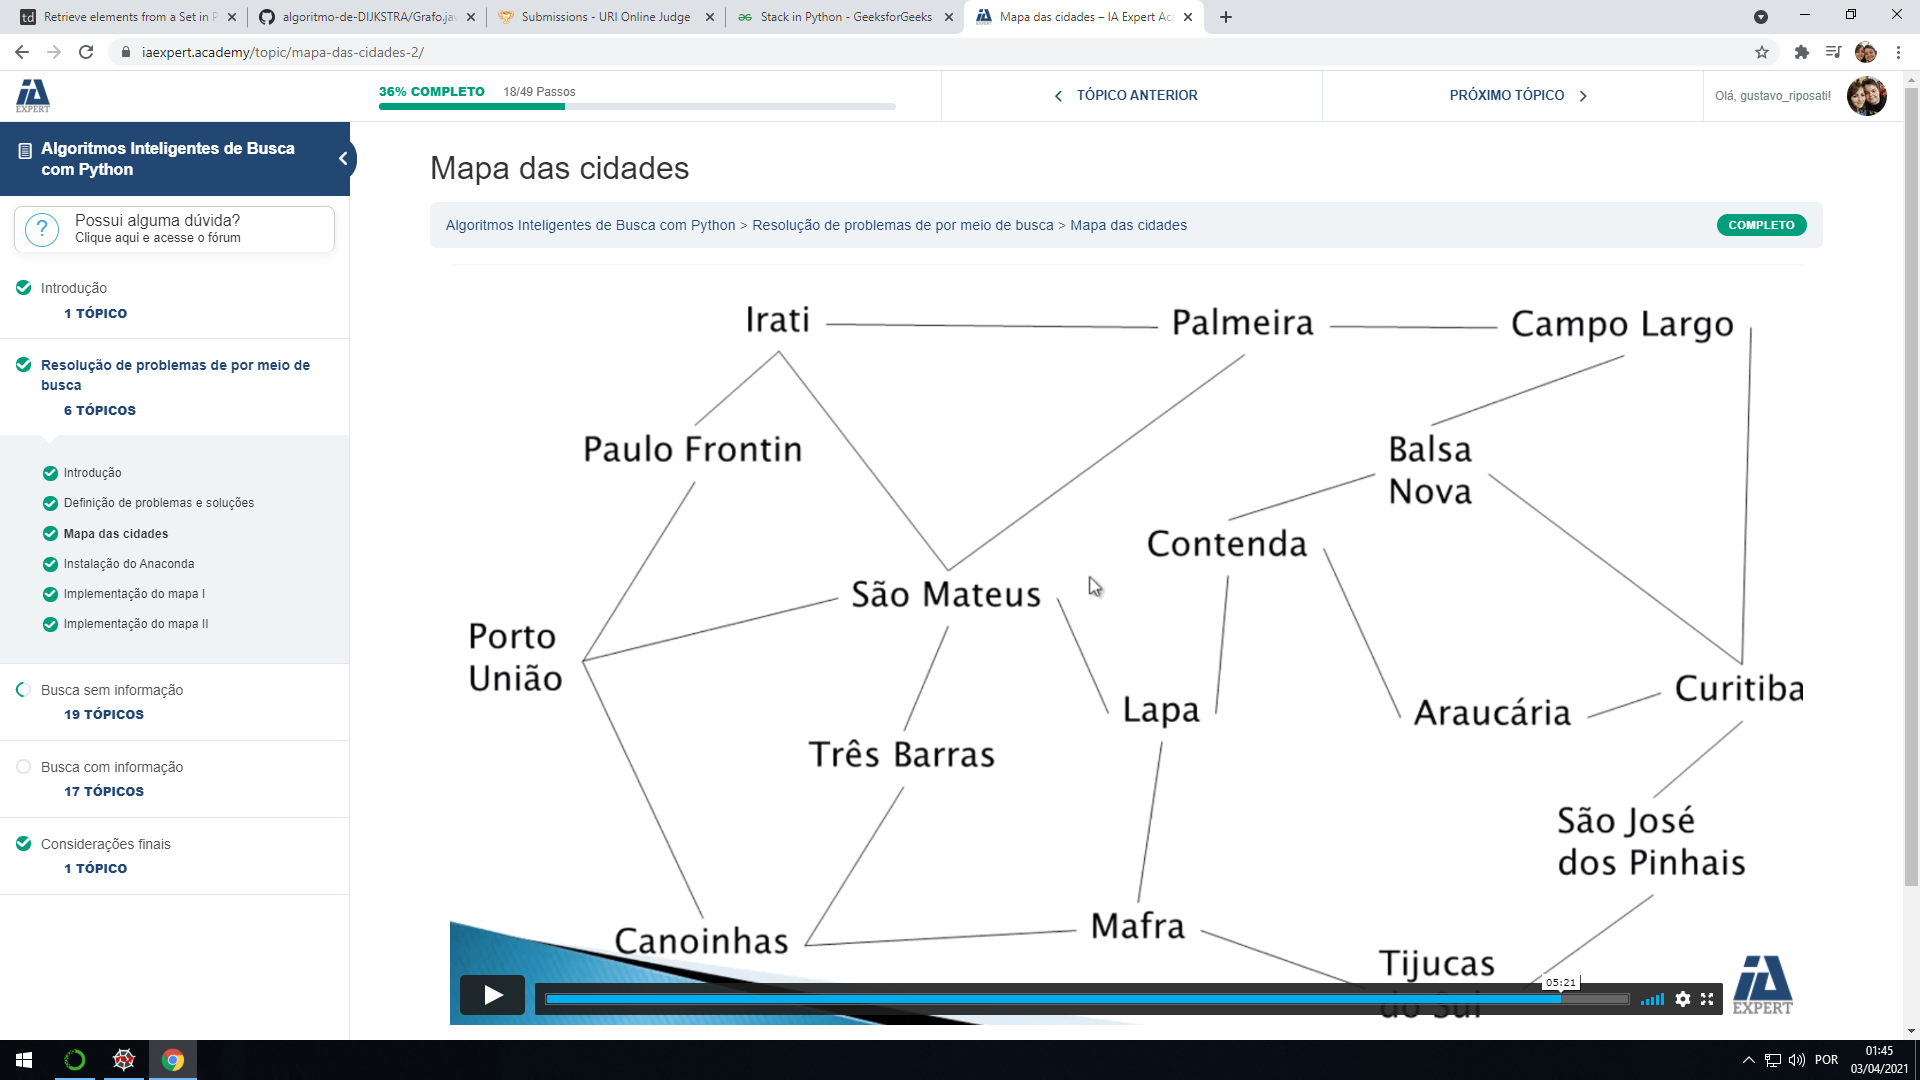 Retrieve elements from a Set in P
algoritmo-de-DIJKSTRA/Grafo.jav
Submissions - URI Online Judge
Stack in Python - GeeksforGeeks
Mapa das cidades – IA Expert Aca
iaexpert.academy/topic/mapa-das-cidades-2/
IA EXPERT
36% COMPLETO 18/49 Passos
TÓPICO ANTERIOR
PRÓXIMO TÓPICO
Olá, gustavo_riposati!
Algoritmos Inteligentes de Busca
com Python
?
Possui alguma dúvida?
Clique aqui e acesse o fórum
Introdução
1 TÓPICO
Resolução de problemas de por meio de
busca
6 TÓPICOS
Introdução
Definição de problemas e soluções
Mapa das cidades
Instalação do Anaconda
Implementação do mapa I
Implementação do mapa II
Busca sem informação
19 TÓPICOS
Busca com informação
17 TÓPICOS
Considerações finais
1 TÓPICO
Mapa das cidades
Algoritmos Inteligentes de Busca com Python > Resolução de problemas de por meio de busca > Mapa das cidades
COMPLETO
Irati
Palmeira
Campo Largo
Paulo Frontin
Balsa
Nova
Contenda
São Mateus
Porto
União
Lapa
Araucária
Curitiba
Três Barras
São José
dos Pinhais
Canoinhas
Mafra
Tijucas
do Sul
05:21
IA
EXPERT
POR
01:45
03/04/2021